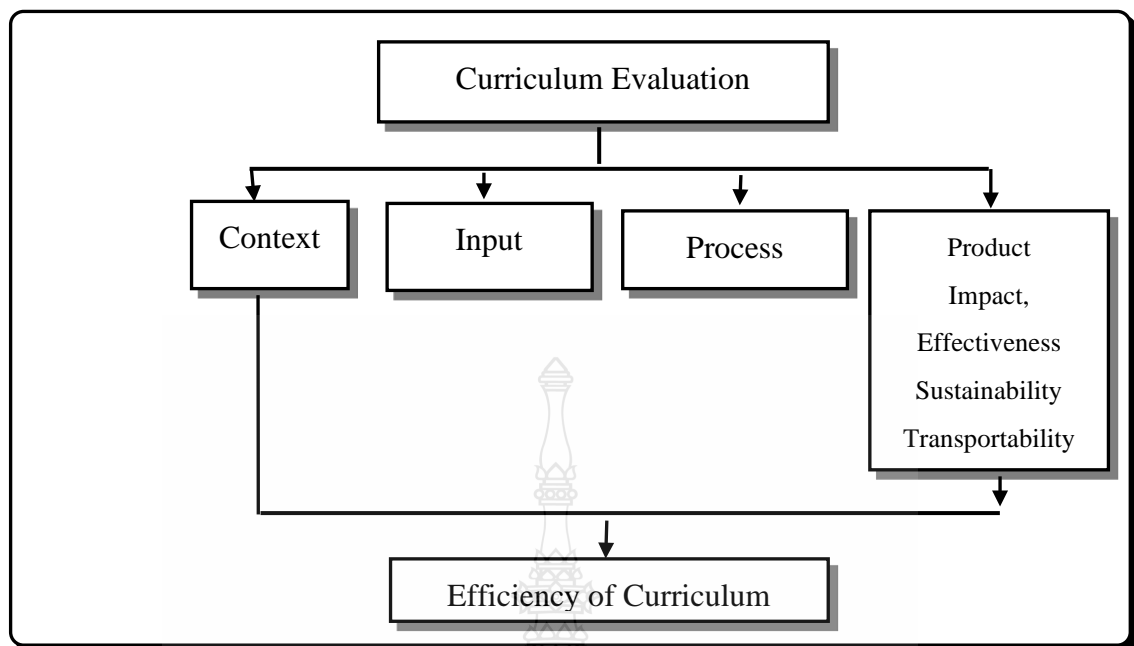 Curriculum Evaluation
Context
Input
Process
Product
Impact,
Effectiveness
Sustainability
Transportability
Efficiency of Curriculum